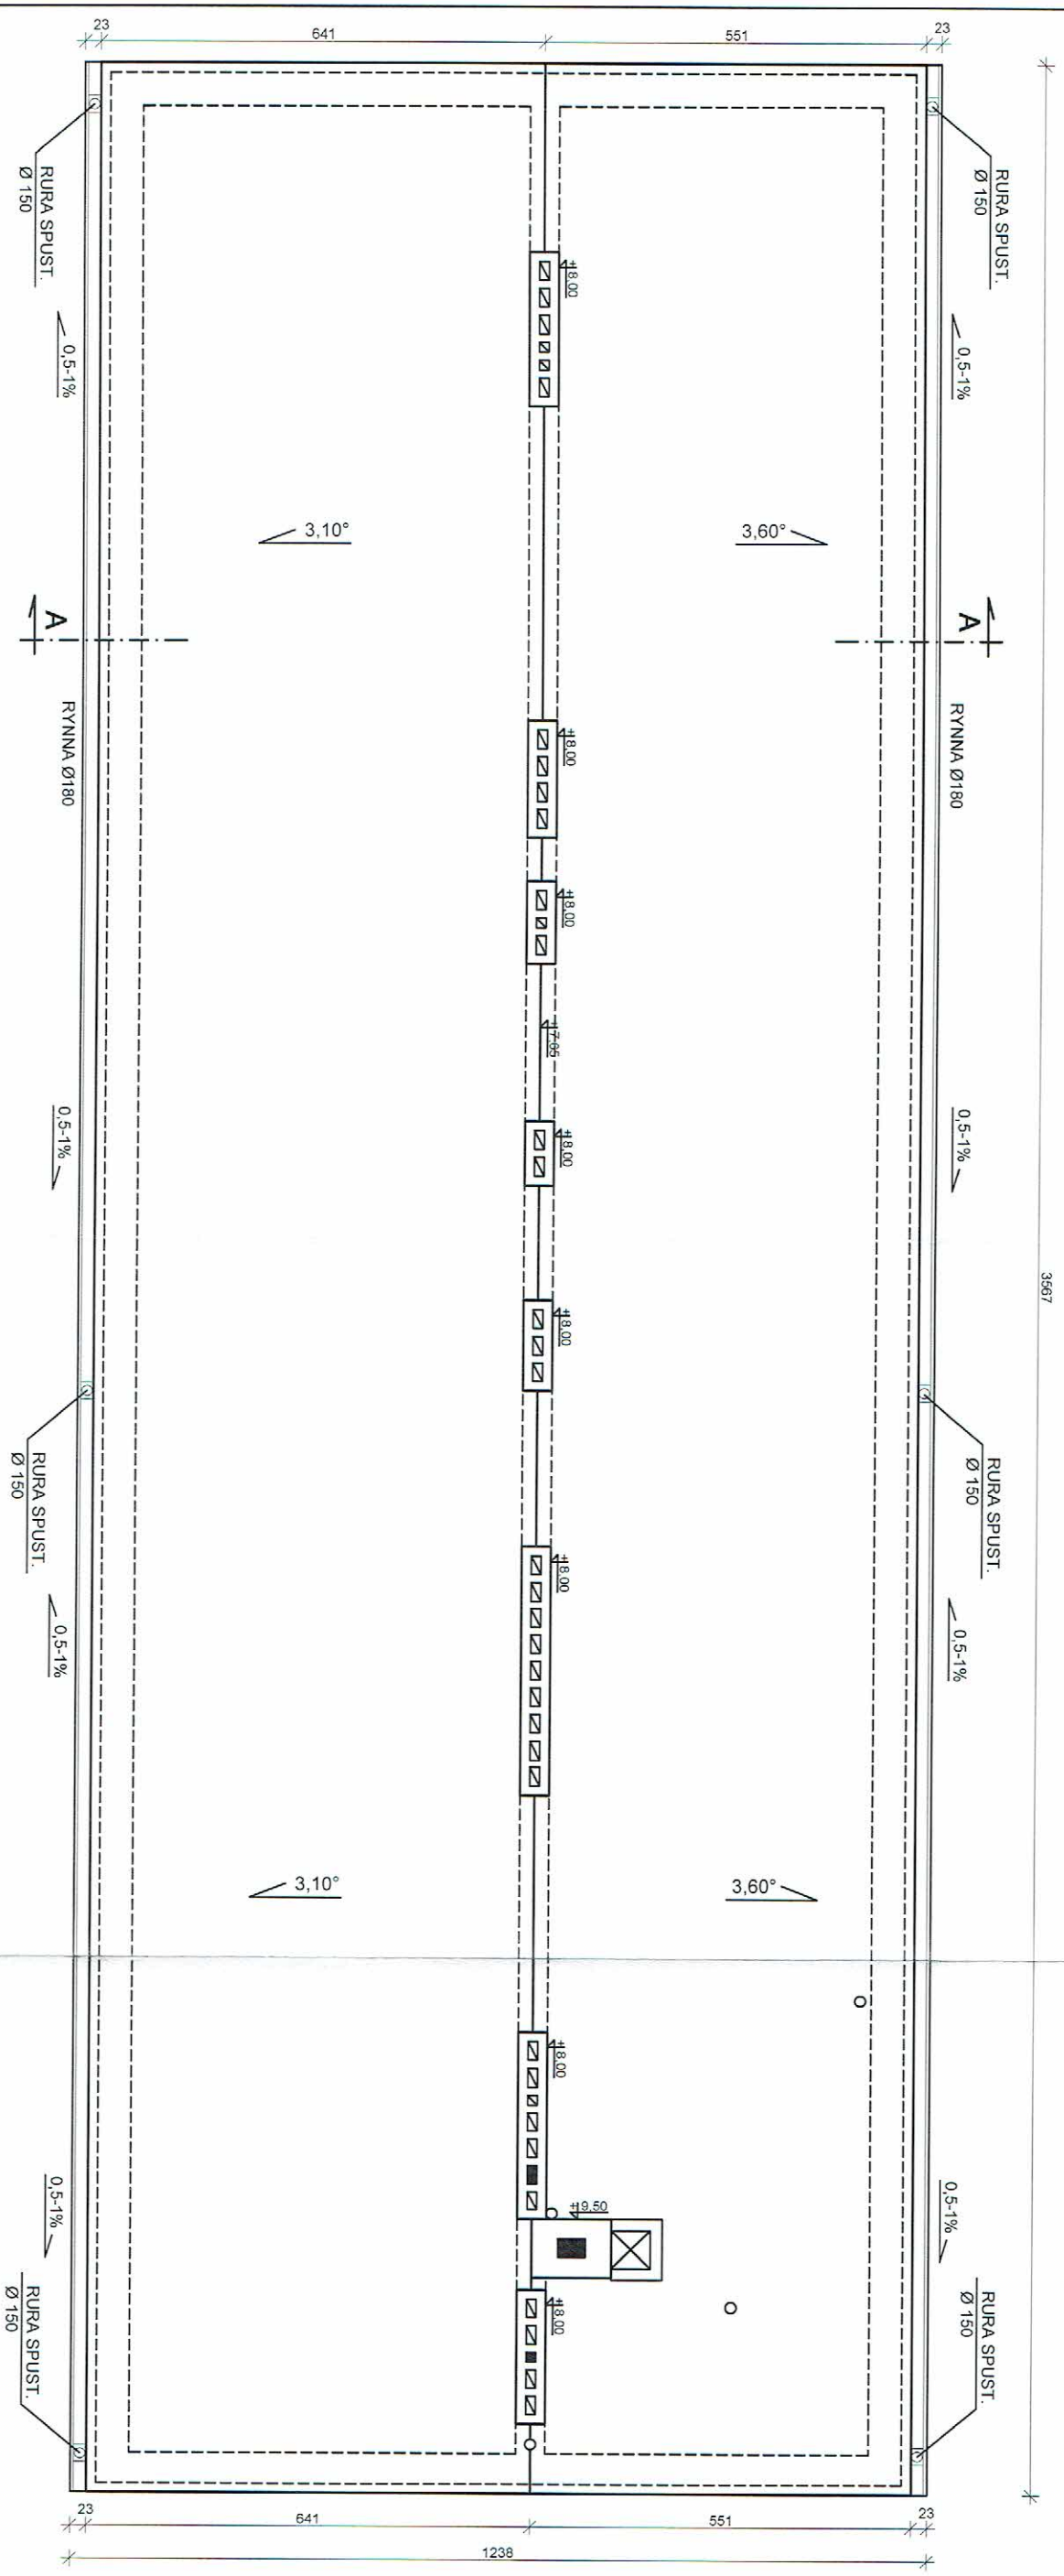 23
641
551
23
RURA SPUST.
Ø 150
RURA SPUST.
Ø 150
±8.00
0,5-1%
0,5-1%
3,10°
3,60°
A
A
RYNNA Ø180
RYNNA Ø180
±8.00
±8.00
±7.65
0,5-1%
0,5-1%
±8.00
3567
±8.00
RURA SPUST.
Ø 150
RURA SPUST.
Ø 150
±8.00
0,5-1%
0,5-1%
3,10°
3,60°
±8.00
0,5-1%
0,5-1%
±9.50
RURA SPUST.
Ø 150
RURA SPUST.
Ø 150
±8.00
23
641
551
23
1238